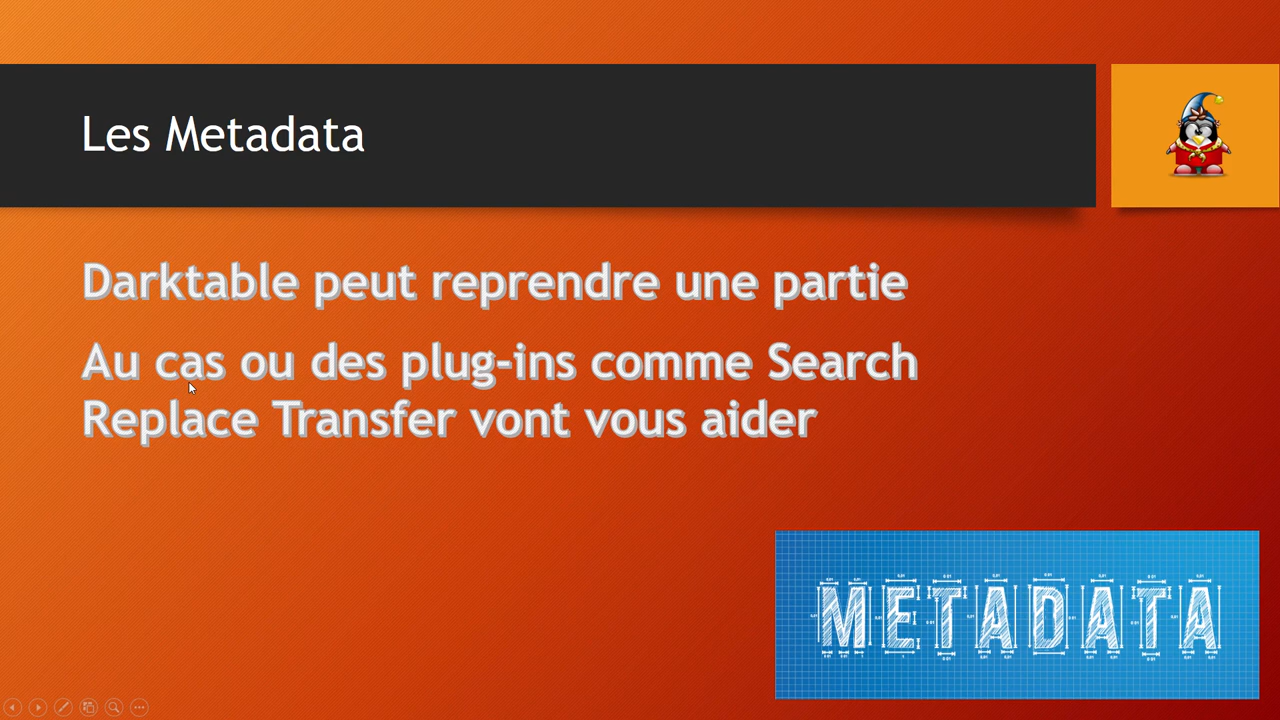 Les Metadata
Darktable peut reprendre une partie
Au cas ou des plug-ins comme Search
Replace Transfer vont vous aider
METADATA